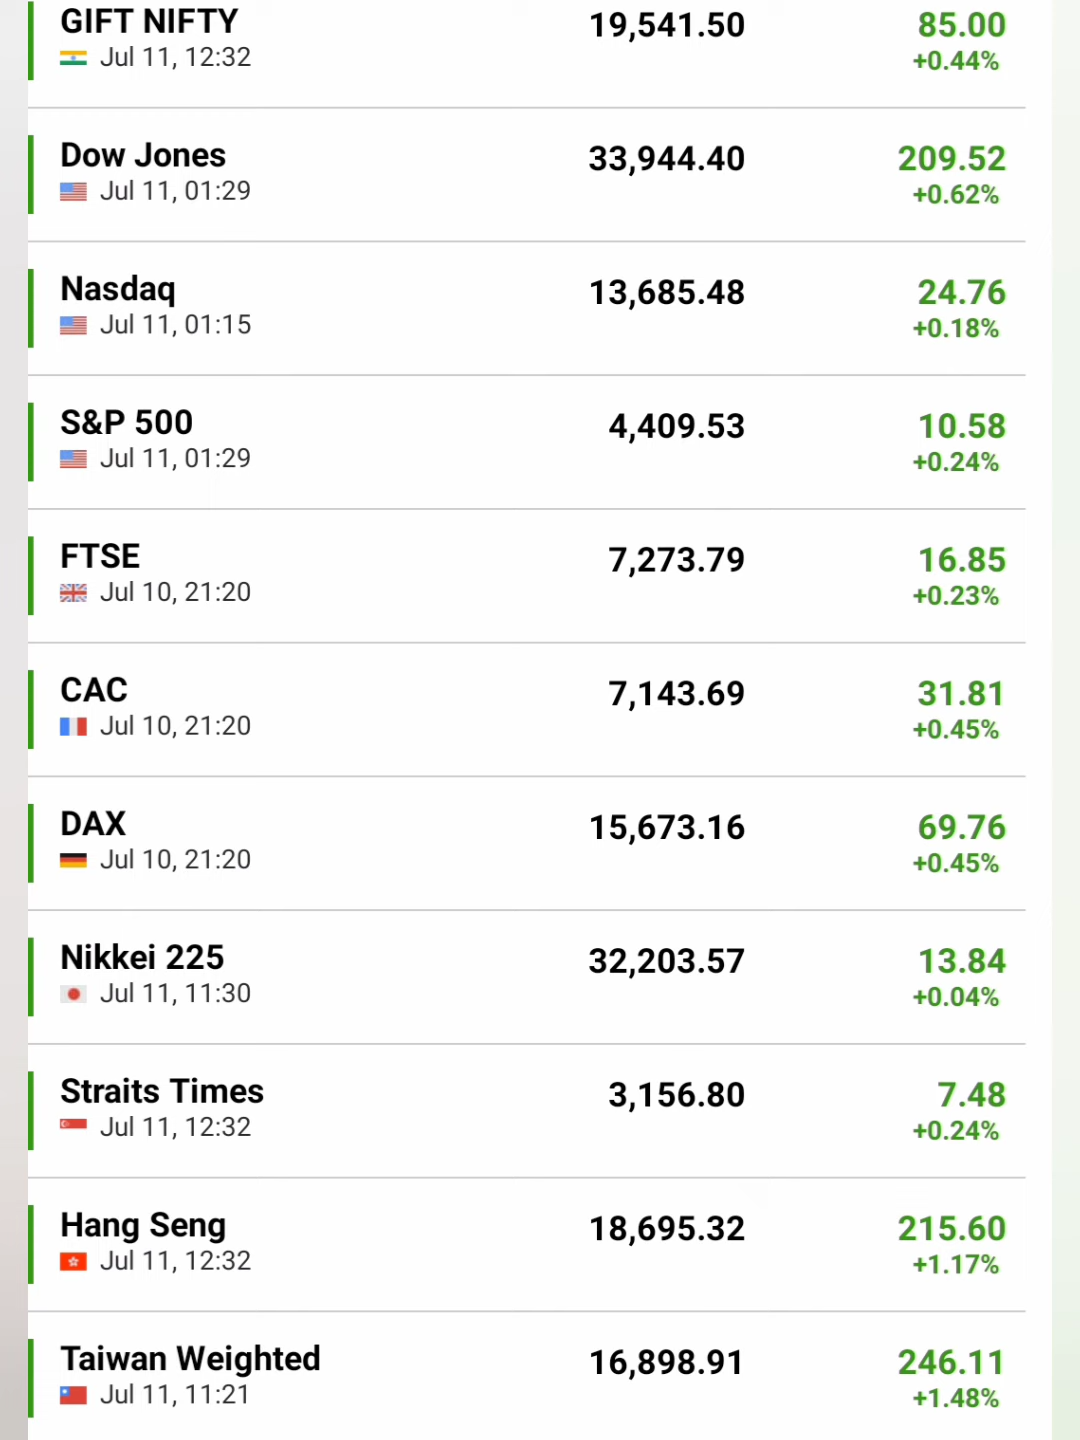 GIFT NIFTY 19,541.50 85.00
Jul 11, 12:32 +0.44%
Dow Jones 33,944.40 209.52
Jul 11, 01:29 +0.62%
Nasdaq 13,685.48 24.76
Jul 11, 01:15 +0.18%
S&P 500 4,409.53 10.58
Jul 11, 01:29 +0.24%
FTSE 7,273.79 16.85
Jul 10, 21:20 +0.23%
CAC 7,143.69 31.81
Jul 10, 21:20 +0.45%
DAX 15,673.16 69.76
Jul 10, 21:20 +0.45%
Nikkei 225 32,203.57 13.84
Jul 11, 11:30 +0.04%
Straits Times 3,156.80 7.48
Jul 11, 12:32 +0.24%
Hang Seng 18,695.32 215.60
Jul 11, 12:32 +1.17%
Taiwan Weighted 16,898.91 246.11
Jul 11, 11:21 +1.48%